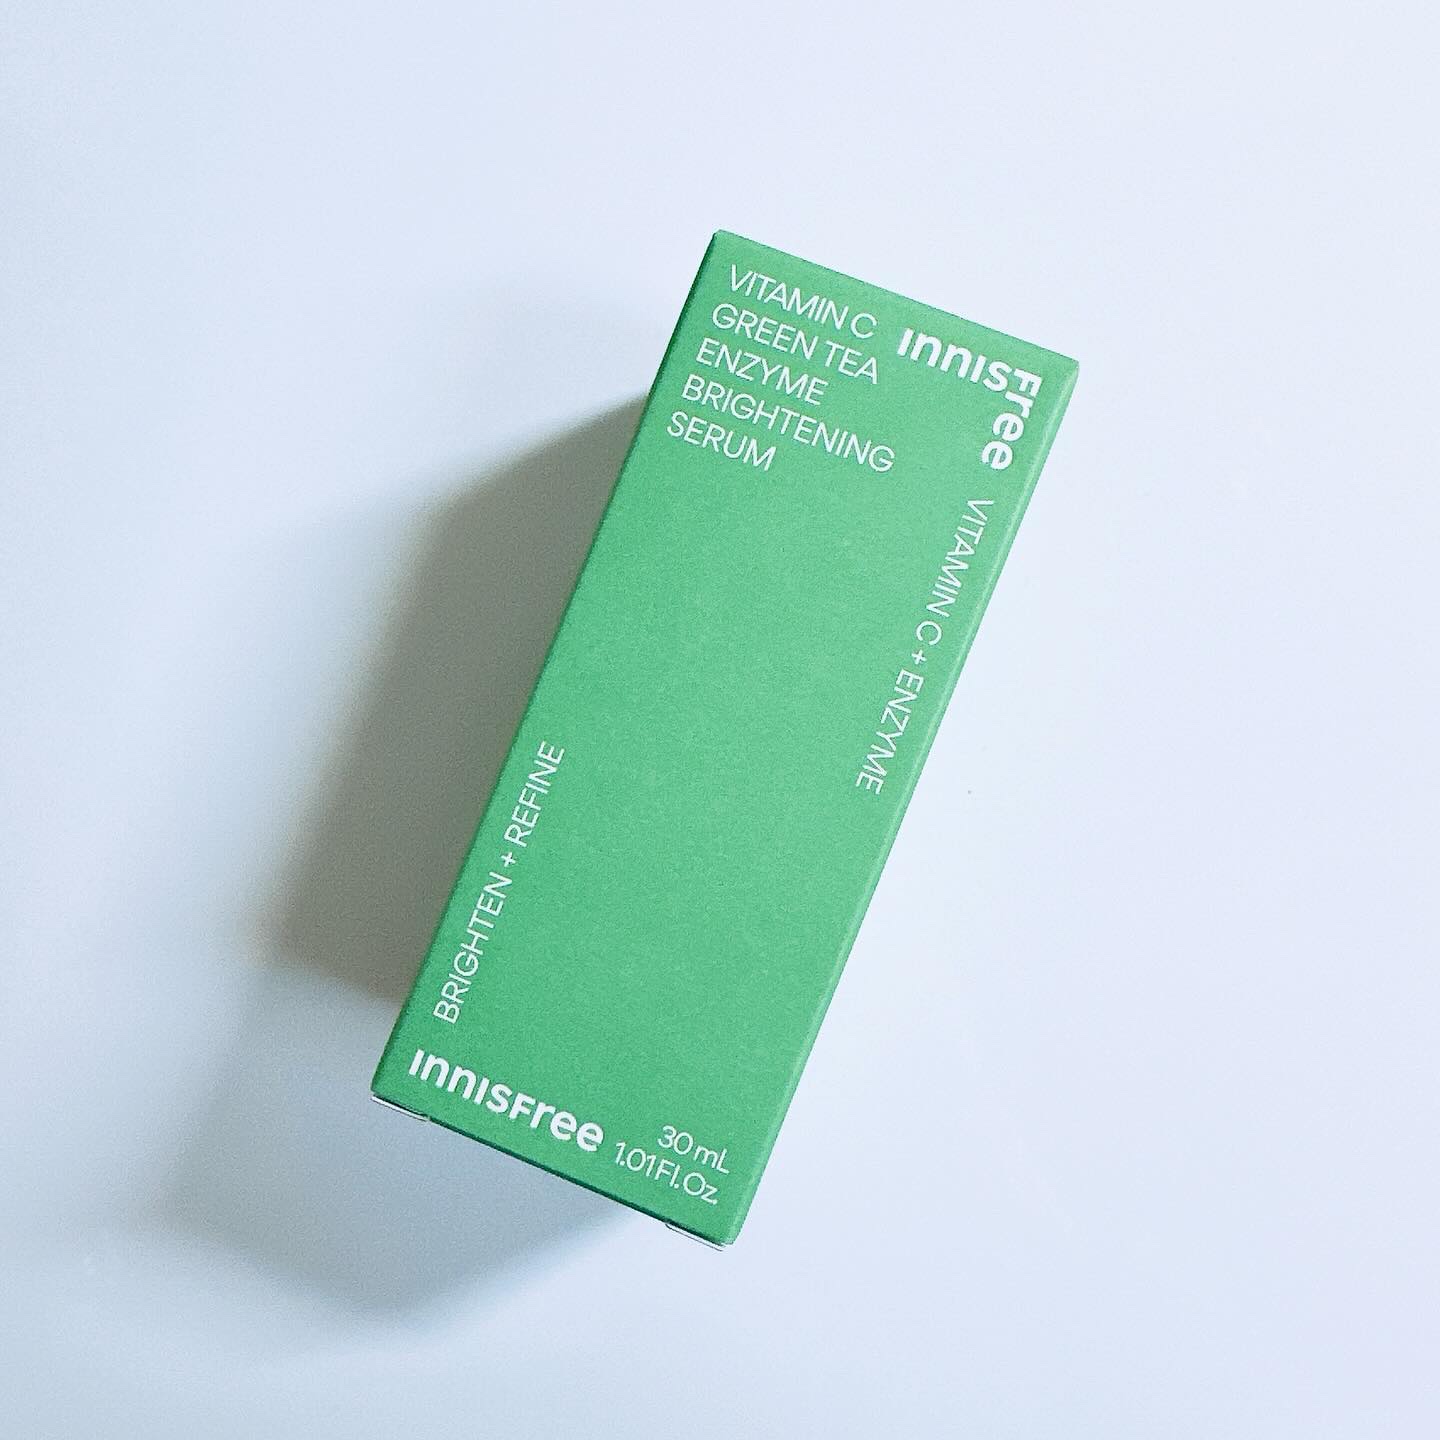 VITAMIN C
GREEN TEA
ENZYME
BRIGHTENING
SERUM
innisfree
VITAMIN C + ENZYME
BRIGHTEN + REFINE
innisfree
30 mL
1.01 Fl. Oz.